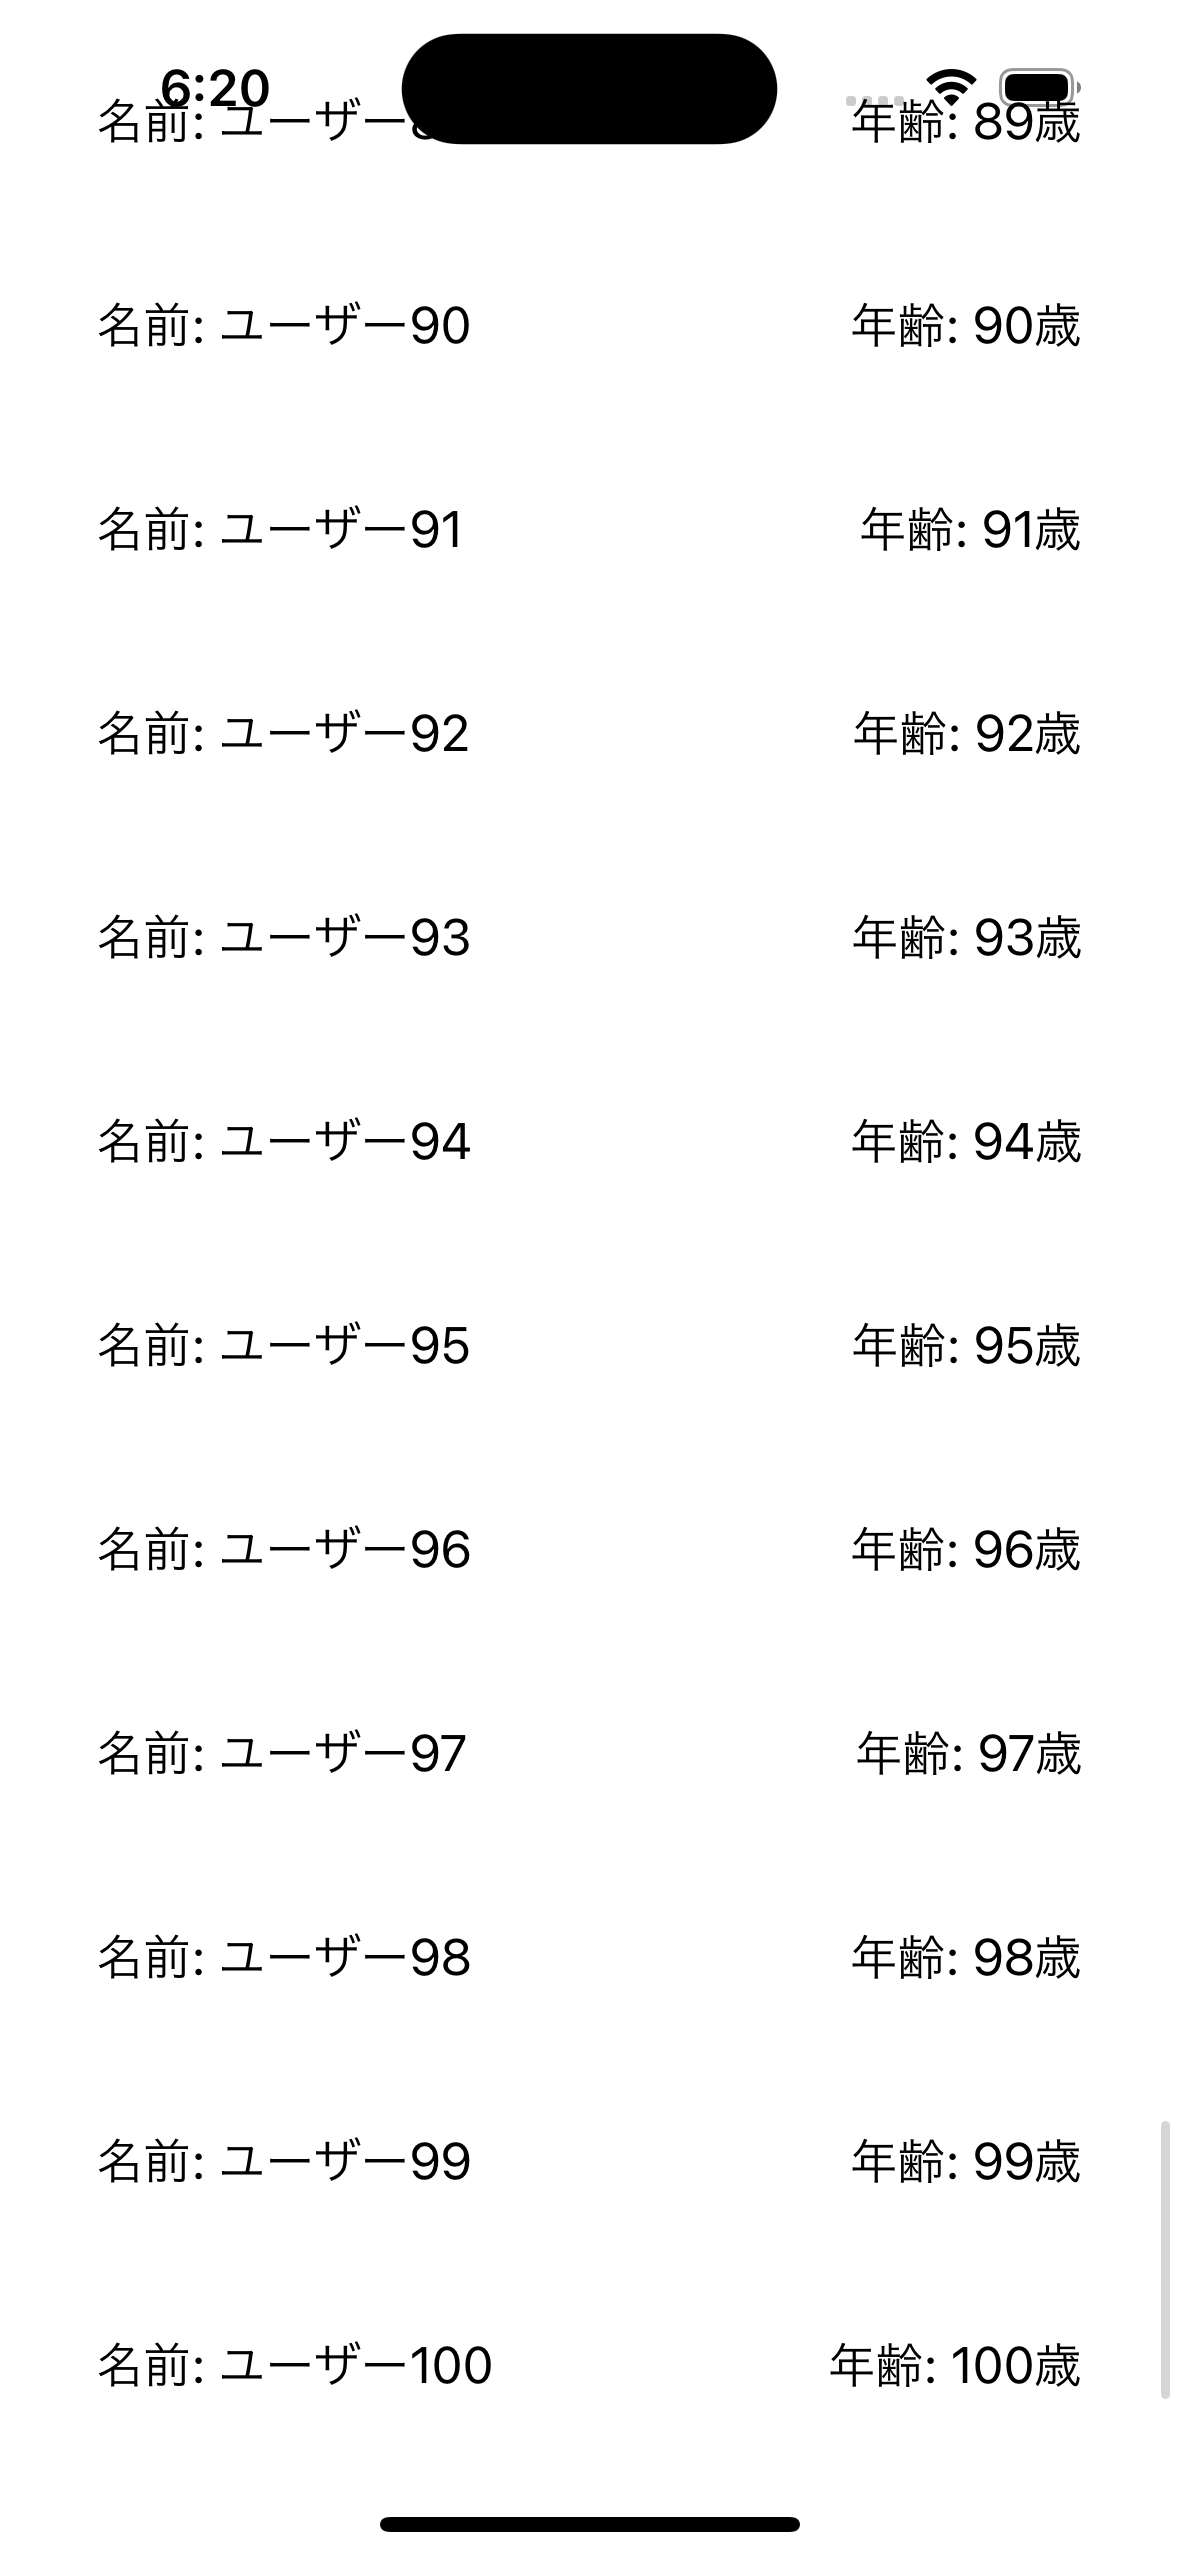 6:20
名前: ユーザー 年齢: 89歳
名前: ユーザー90 年齢: 90歳
名前: ユーザー91 年齢: 91歳
名前: ユーザー92 年齢: 92歳
名前: ユーザー93 年齢: 93歳
名前: ユーザー94 年齢: 94歳
名前: ユーザー95 年齢: 95歳
名前: ユーザー96 年齢: 96歳
名前: ユーザー97 年齢: 97歳
名前: ユーザー98 年齢: 98歳
名前: ユーザー99 年齢: 99歳
名前: ユーザー100 年齢: 100歳